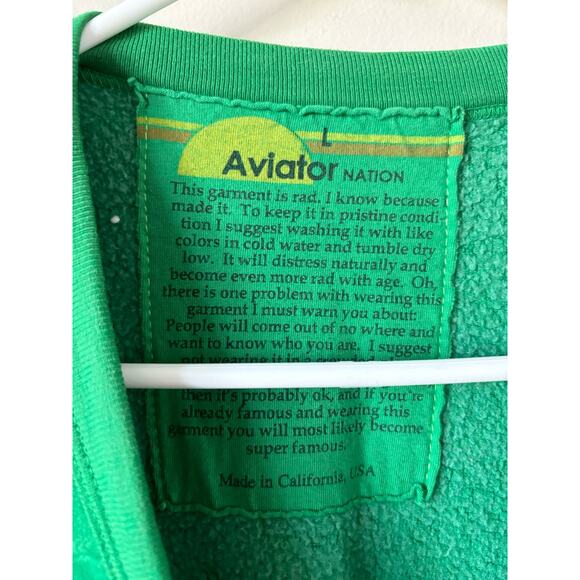 L
Aviator NATION
This garment is rad. I know because I
made it. To keep it in pristine condi-
tion I suggest washing it with like
colors in cold water and tumble dry
low. It will distress naturally and
become even more rad with age. Oh,
there is one problem with wearing this
garment I must warn you about:
People will come out of no where and
want to know who you are. I suggest
not wearing it in a
then it's probably ok, and if you're
already famous and wearing this
garment you will most likely become
super famous.
Made in California, USA